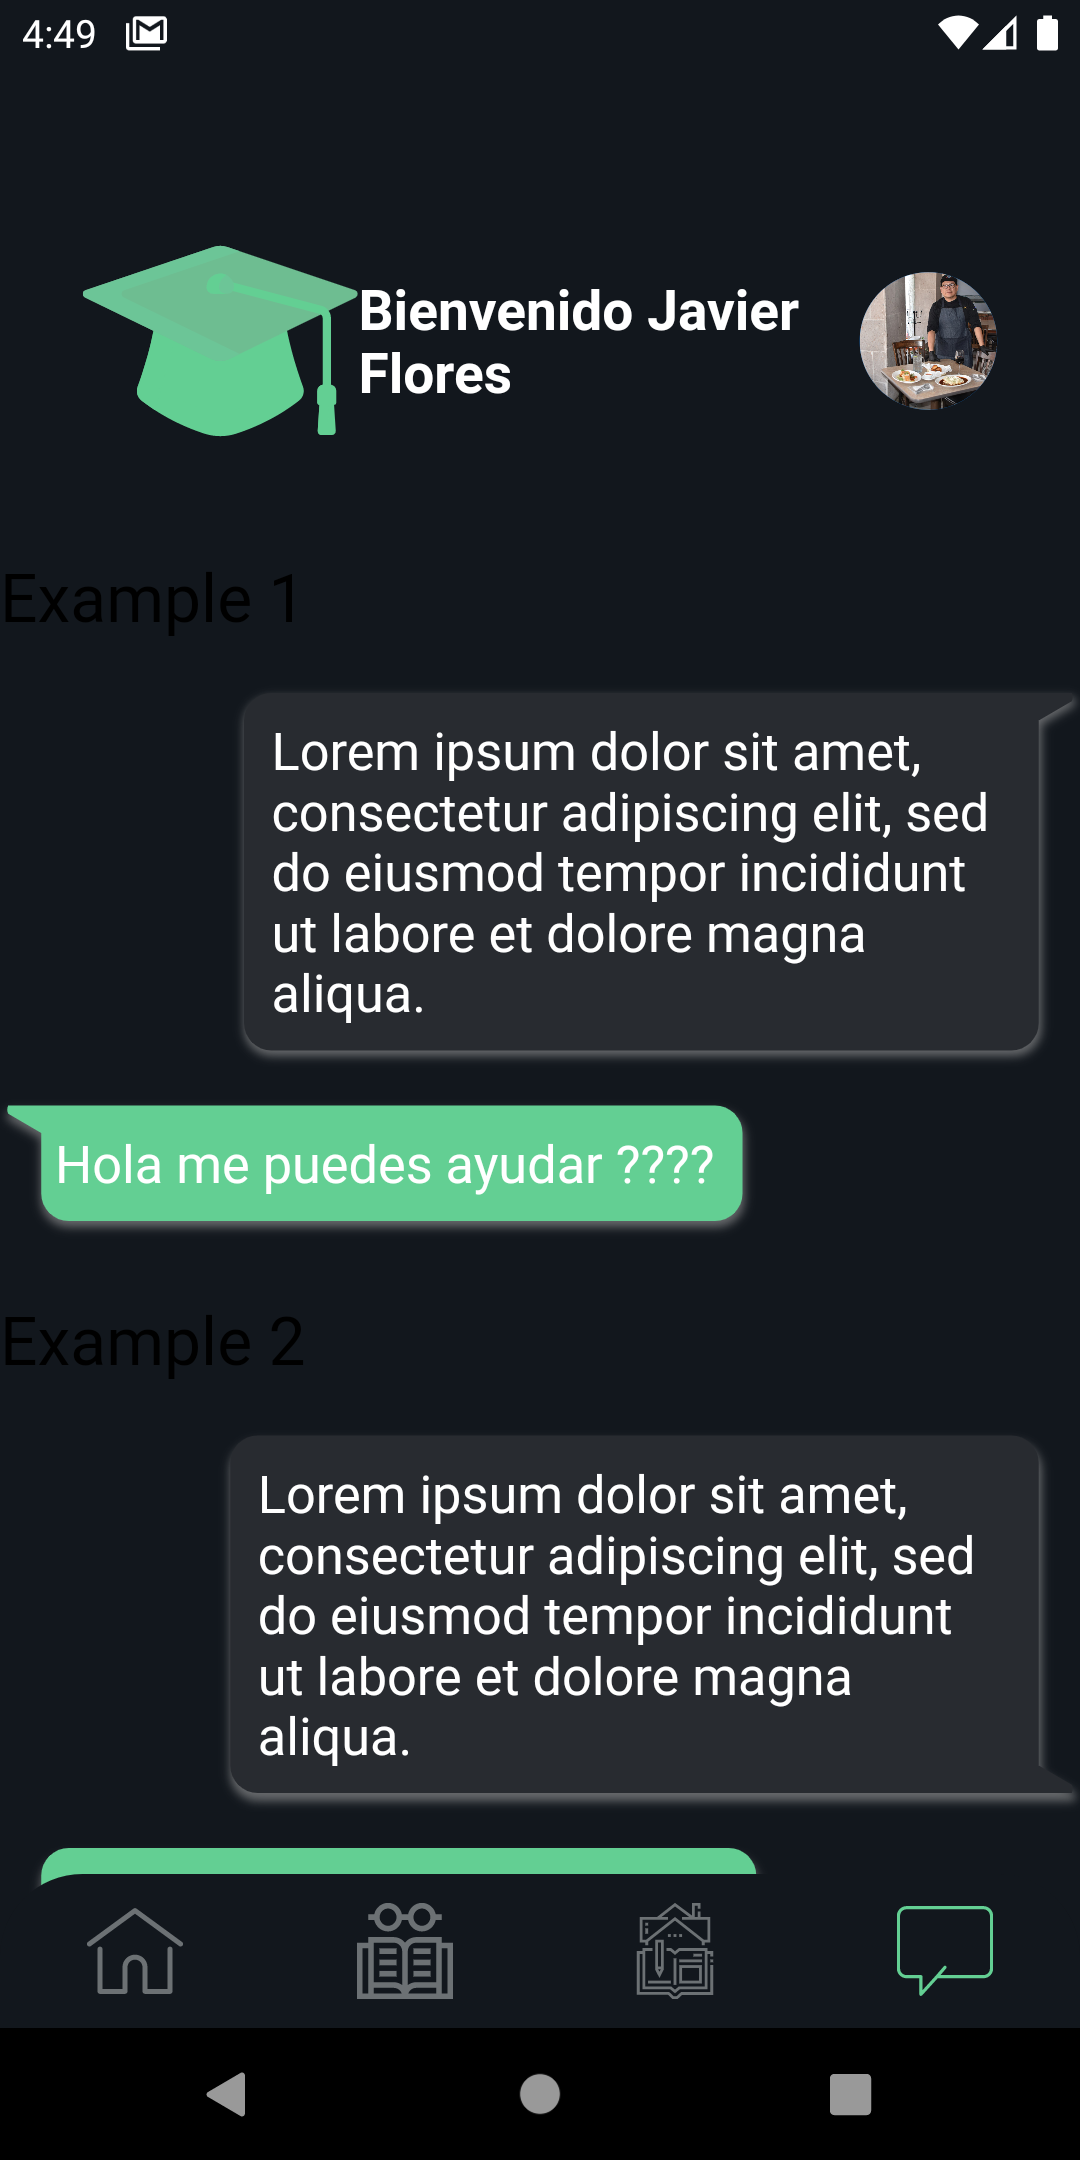 4:49
Bienvenido Javier
Flores
Example 1
Lorem ipsum dolor sit amet,
consectetur adipiscing elit, sed
do eiusmod tempor incididunt
ut labore et dolore magna
aliqua.
Hola me puedes ayudar ????
Example 2
Lorem ipsum dolor sit amet,
consectetur adipiscing elit, sed
do eiusmod tempor incididunt
ut labore et dolore magna
aliqua.